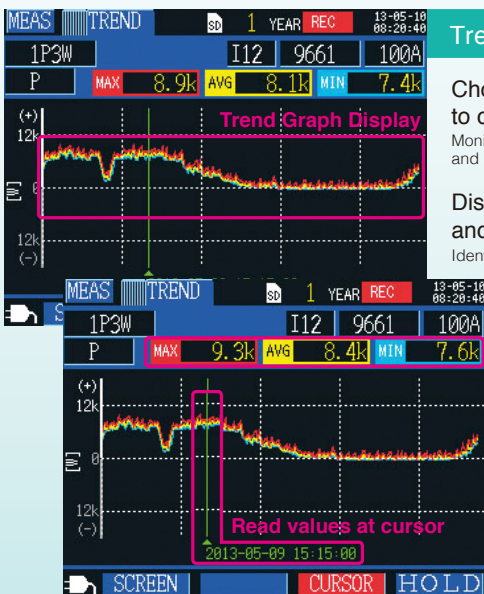 MEAS TREND SD 1 YEAR REC 13-05-10
08:20:40
1P3W I12 9661 100A
P MAX 8.9k AVG 8.1k MIN 7.4k
(+)
12k
Trend Graph Display
[W] 0
12k
(-)
Tre
Cho
to d
Moni
and
Dis
and
Iden
MEAS TREND SD 1 YEAR REC 13-05-10
08:20:40
1P3W I12 9661 100A
P MAX 9.3k AVG 8.4k MIN 7.6k
(+)
12k
[W] 0
12k
(-)
Read values at cursor
2013-05-09 15:15:00
SCREEN CURSOR HOLD